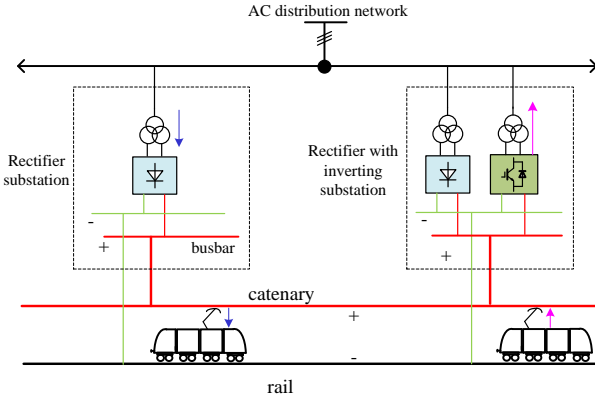 AC distribution network
Rectifier
substation
Rectifier with
inverting
substation
-
+
busbar
-
+
catenary
+
-
rail